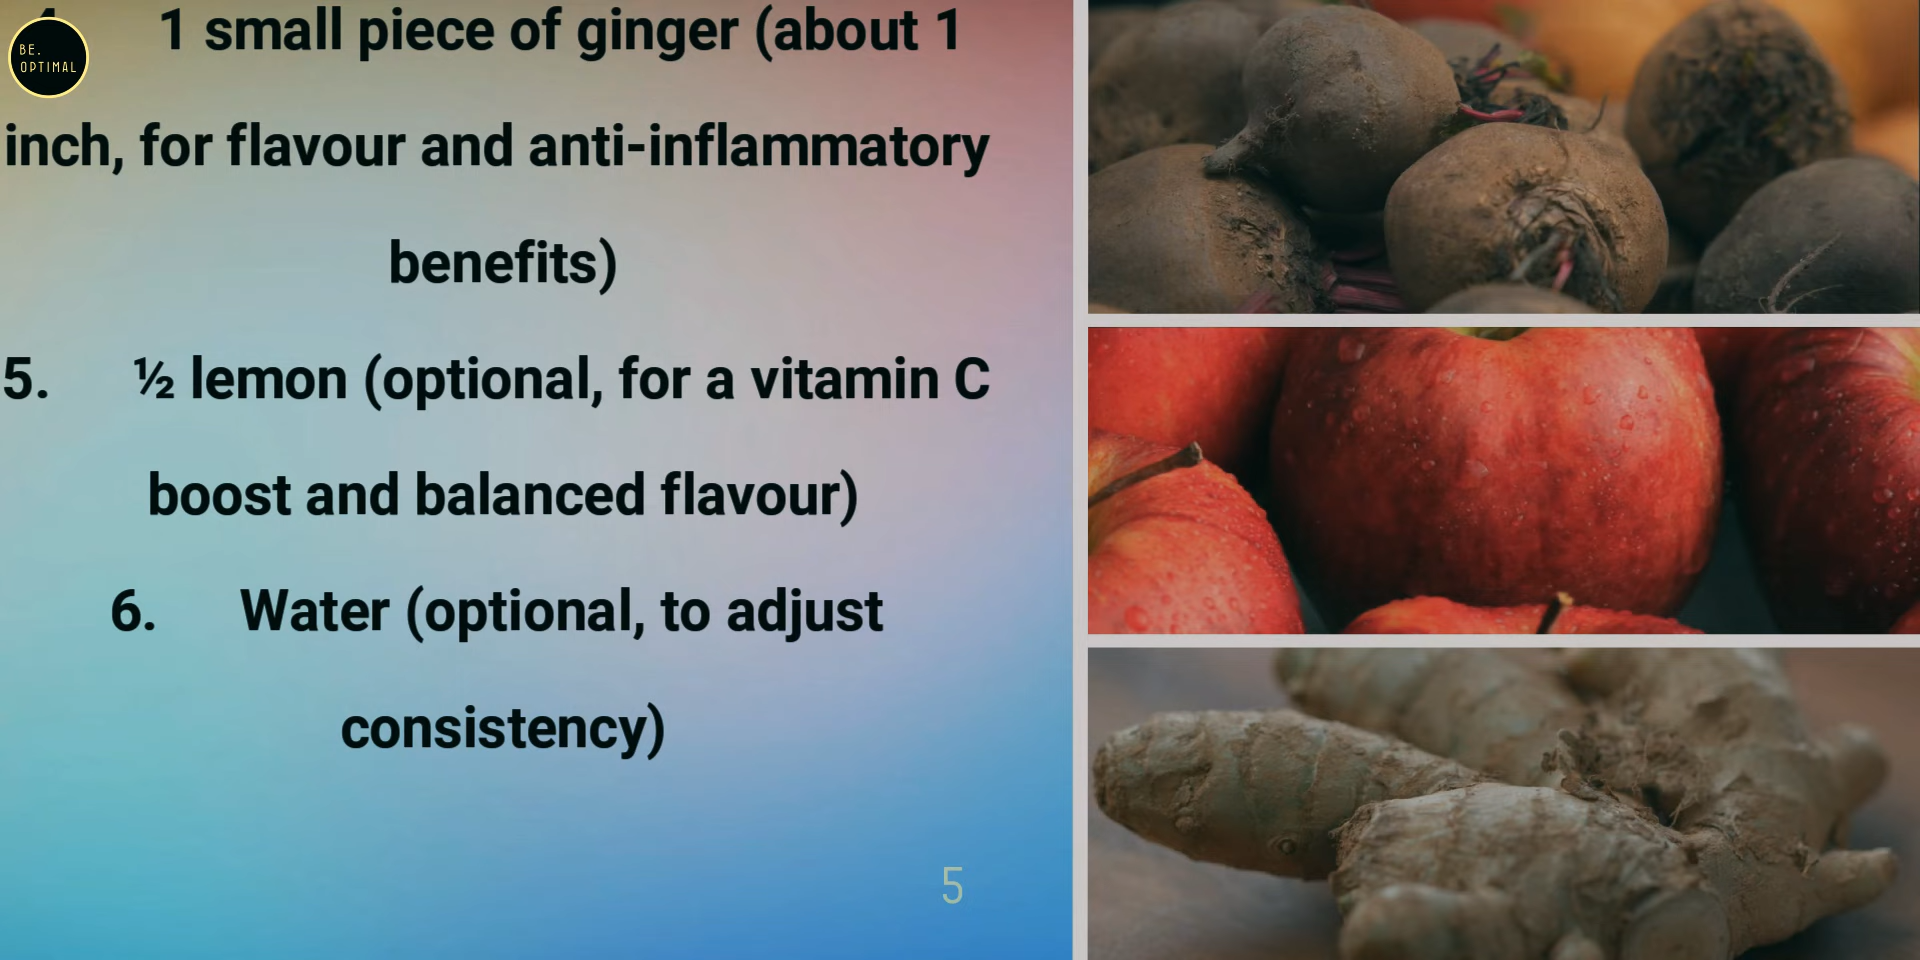 BE.
OPTIMAL
4. 1 small piece of ginger (about 1
inch, for flavour and anti-inflammatory
benefits)
5. ½ lemon (optional, for a vitamin C
boost and balanced flavour)
6. Water (optional, to adjust
consistency)
5